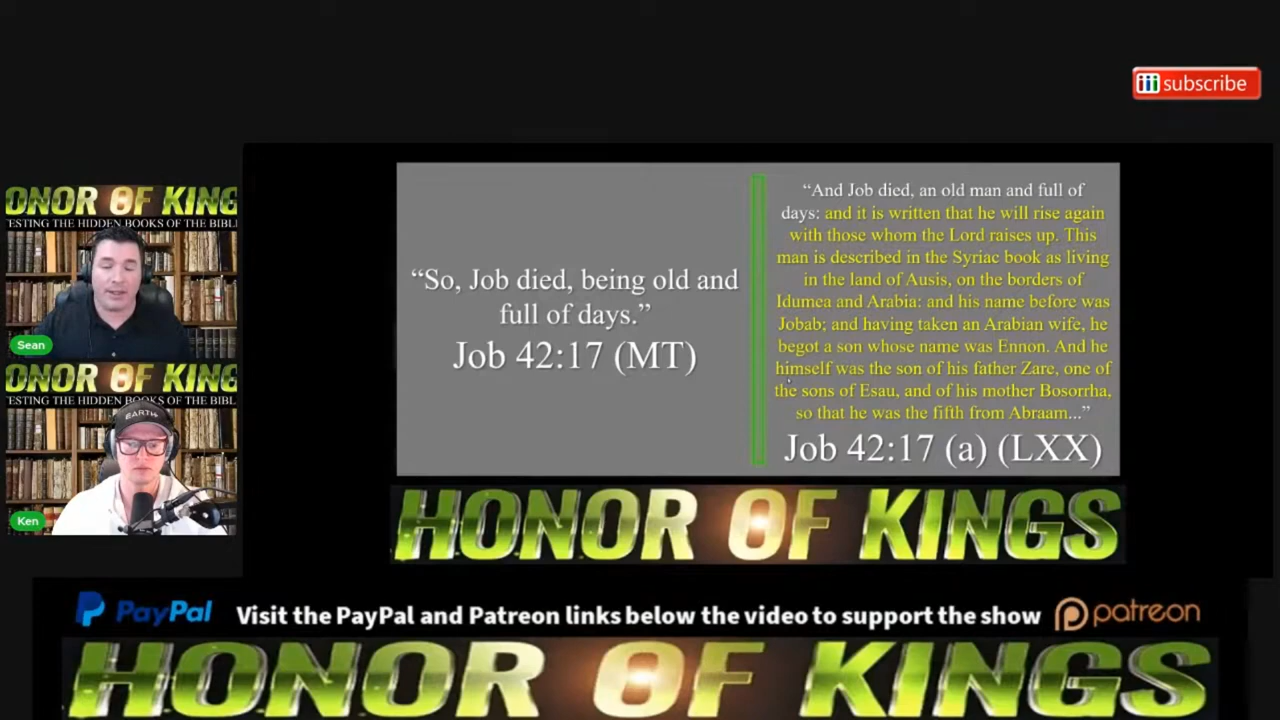 subscribe
ONOR OF KING
TESTING THE HIDDEN BOOKS OF THE BIBL
Sean
ONOR OF KING
TESTING THE HIDDEN BOOKS OF THE BIBL
EARTH
Ken
“So, Job died, being old and
full of days.”
Job 42:17 (MT)
“And Job died, an old man and full of
days: and it is written that he will rise again
with those whom the Lord raises up. This
man is described in the Syriac book as living
in the land of Ausis, on the borders of
Idumea and Arabia: and his name before was
Jobab; and having taken an Arabian wife, he
begot a son whose name was Ennon. And he
himself was the son of his father Zare, one of
the sons of Esau, and of his mother Bosorrha,
so that he was the fifth from Abraam...”
Job 42:17 (a) (LXX)
HONOR OF KINGS
PayPal
Visit the PayPal and Patreon links below the video to support the show
patreon
HONOR OF KINGS